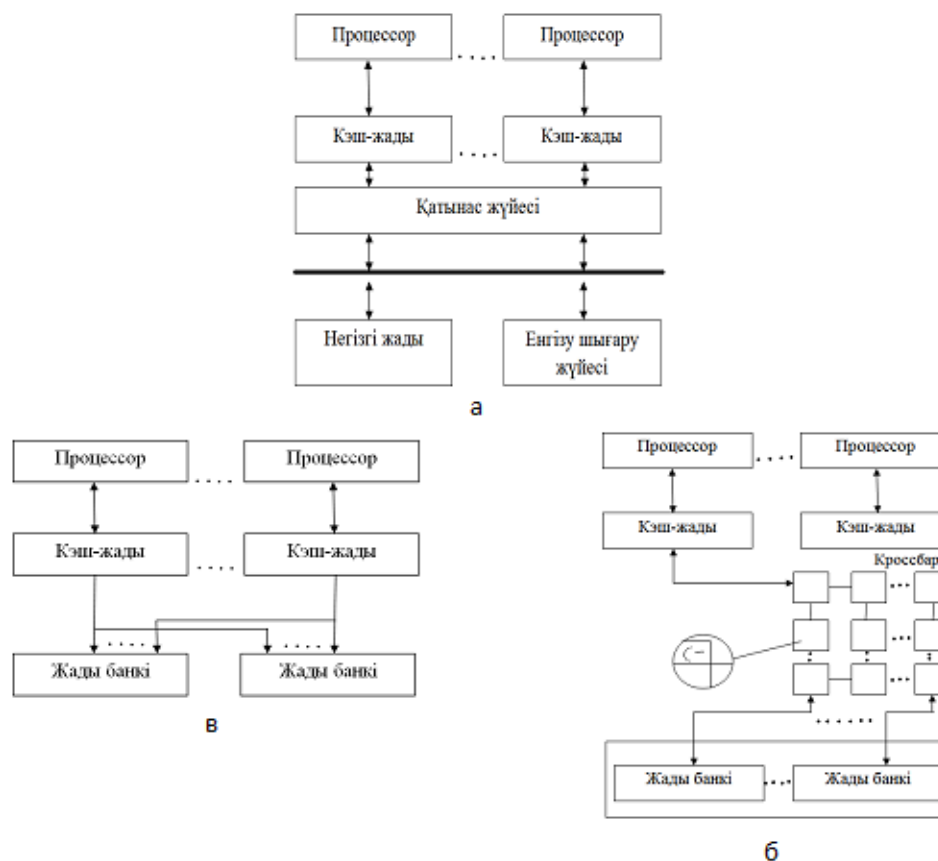 Процессор
Процессор
Кэш-жады
Кэш-жады
Қатынас жүйесі
Негізгі жады
Енгізу шығару
жүйесі
а
Процессор
Процессор
Кэш-жады
Кэш-жады
Жады банкі
Жады банкі
в
Процессор
Процессор
Кэш-жады
Кэш-жады
Кроссбар
Жады банкі
Жады банкі
б